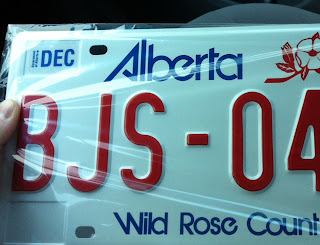 DEC Alberta
BJS-04
Wild Rose Count